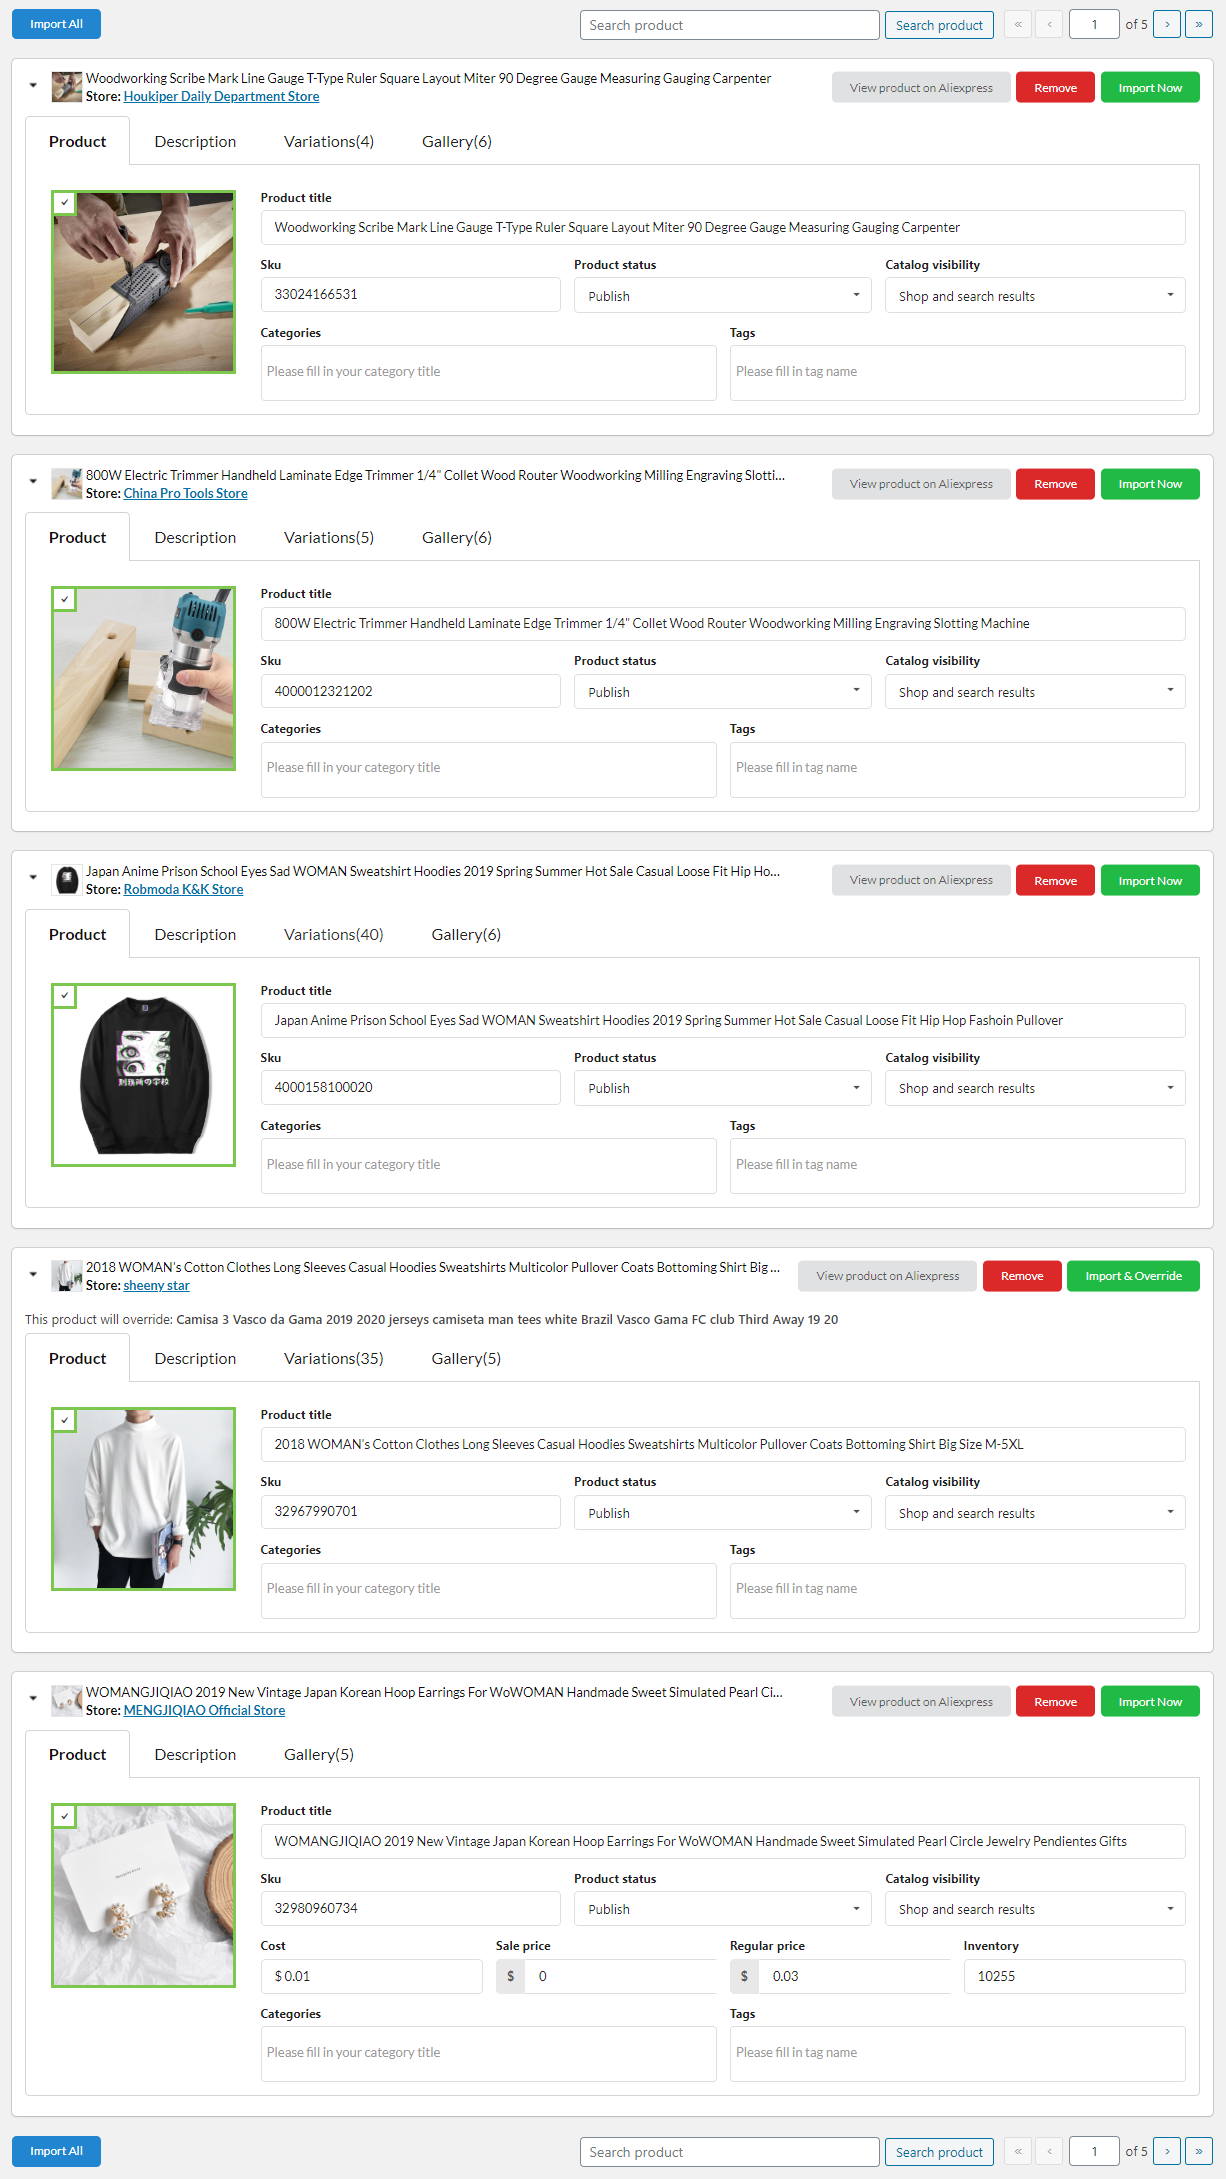 Import All
Search product
Search product
«
‹
1
of 5
›
»
Woodworking Scribe Mark Line Gauge T-Type Ruler Square Layout Miter 90 Degree Gauge Measuring Gauging Carpenter
Store: Houkiper Daily Department Store
View product on Aliexpress
Remove
Import Now
Product
Description
Variations(4)
Gallery(6)
Product title
Woodworking Scribe Mark Line Gauge T-Type Ruler Square Layout Miter 90 Degree Gauge Measuring Gauging Carpenter
Sku
Product status
Catalog visibility
33024166531
Publish
Shop and search results
Categories
Tags
Please fill in your category title
Please fill in tag name
800W Electric Trimmer Handheld Laminate Edge Trimmer 1/4" Collet Wood Router Woodworking Milling Engraving Slotti...
Store: China Pro Tools Store
View product on Aliexpress
Remove
Import Now
Product
Description
Variations(5)
Gallery(6)
Product title
800W Electric Trimmer Handheld Laminate Edge Trimmer 1/4" Collet Wood Router Woodworking Milling Engraving Slotting Machine
Sku
Product status
Catalog visibility
4000012321202
Publish
Shop and search results
Categories
Tags
Please fill in your category title
Please fill in tag name
Japan Anime Prison School Eyes Sad WOMAN Sweatshirt Hoodies 2019 Spring Summer Hot Sale Casual Loose Fit Hip Ho...
Store: Robmoda K&K Store
View product on Aliexpress
Remove
Import Now
Product
Description
Variations(40)
Gallery(6)
刑務所の学校
Product title
Japan Anime Prison School Eyes Sad WOMAN Sweatshirt Hoodies 2019 Spring Summer Hot Sale Casual Loose Fit Hip Hop Fashoin Pullover
Sku
Product status
Catalog visibility
4000158100020
Publish
Shop and search results
Categories
Tags
Please fill in your category title
Please fill in tag name
2018 WOMAN's Cotton Clothes Long Sleeves Casual Hoodies Sweatshirts Multicolor Pullover Coats Bottoming Shirt Big ...
Store: sheeny star
View product on Aliexpress
Remove
Import & Override
This product will override: Camisa 3 Vasco da Gama 2019 2020 jerseys camiseta man tees white Brazil Vasco Gama FC club Third Away 19 20
Product
Description
Variations(35)
Gallery(5)
Product title
2018 WOMAN's Cotton Clothes Long Sleeves Casual Hoodies Sweatshirts Multicolor Pullover Coats Bottoming Shirt Big Size M-5XL
Sku
Product status
Catalog visibility
32967990701
Publish
Shop and search results
Categories
Tags
Please fill in your category title
Please fill in tag name
WOMANGJIQIAO 2019 New Vintage Japan Korean Hoop Earrings For WoWOMAN Handmade Sweet Simulated Pearl Ci...
Store: MENGJIQIAO Official Store
View product on Aliexpress
Remove
Import Now
Product
Description
Gallery(5)
Product title
WOMANGJIQIAO 2019 New Vintage Japan Korean Hoop Earrings For WoWOMAN Handmade Sweet Simulated Pearl Circle Jewelry Pendientes Gifts
Sku
Product status
Catalog visibility
32980960734
Publish
Shop and search results
Cost
Sale price
Regular price
Inventory
$ 0.01
$ 0
$ 0.03
10255
Categories
Tags
Please fill in your category title
Please fill in tag name
Import All
Search product
Search product
«
‹
1
of 5
›
»